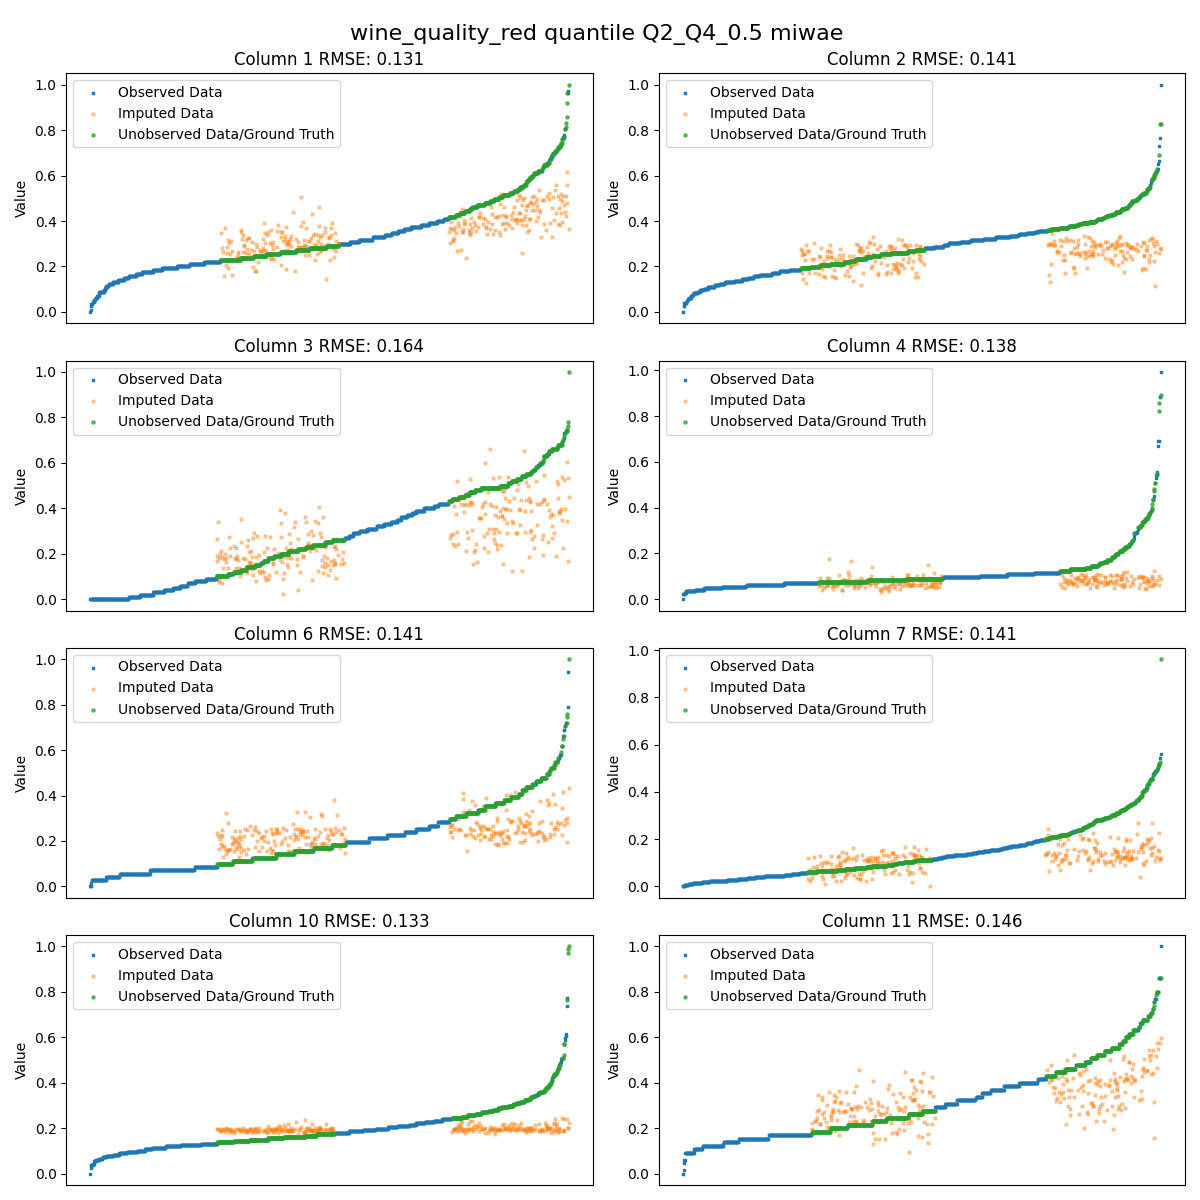 wine_quality_red quantile Q2_Q4_0.5 miwae
Column 1 RMSE: 0.131
Value
1.0
0.8
0.6
0.4
0.2
0.0
Observed Data
Imputed Data
Unobserved Data/Ground Truth
Column 2 RMSE: 0.141
Value
1.0
0.8
0.6
0.4
0.2
0.0
Observed Data
Imputed Data
Unobserved Data/Ground Truth
Column 3 RMSE: 0.164
Value
1.0
0.8
0.6
0.4
0.2
0.0
Observed Data
Imputed Data
Unobserved Data/Ground Truth
Column 4 RMSE: 0.138
Value
1.0
0.8
0.6
0.4
0.2
0.0
Observed Data
Imputed Data
Unobserved Data/Ground Truth
Column 6 RMSE: 0.141
Value
1.0
0.8
0.6
0.4
0.2
0.0
Observed Data
Imputed Data
Unobserved Data/Ground Truth
Column 7 RMSE: 0.141
Value
1.0
0.8
0.6
0.4
0.2
0.0
Observed Data
Imputed Data
Unobserved Data/Ground Truth
Column 10 RMSE: 0.133
Value
1.0
0.8
0.6
0.4
0.2
0.0
Observed Data
Imputed Data
Unobserved Data/Ground Truth
Column 11 RMSE: 0.146
Value
1.0
0.8
0.6
0.4
0.2
0.0
Observed Data
Imputed Data
Unobserved Data/Ground Truth